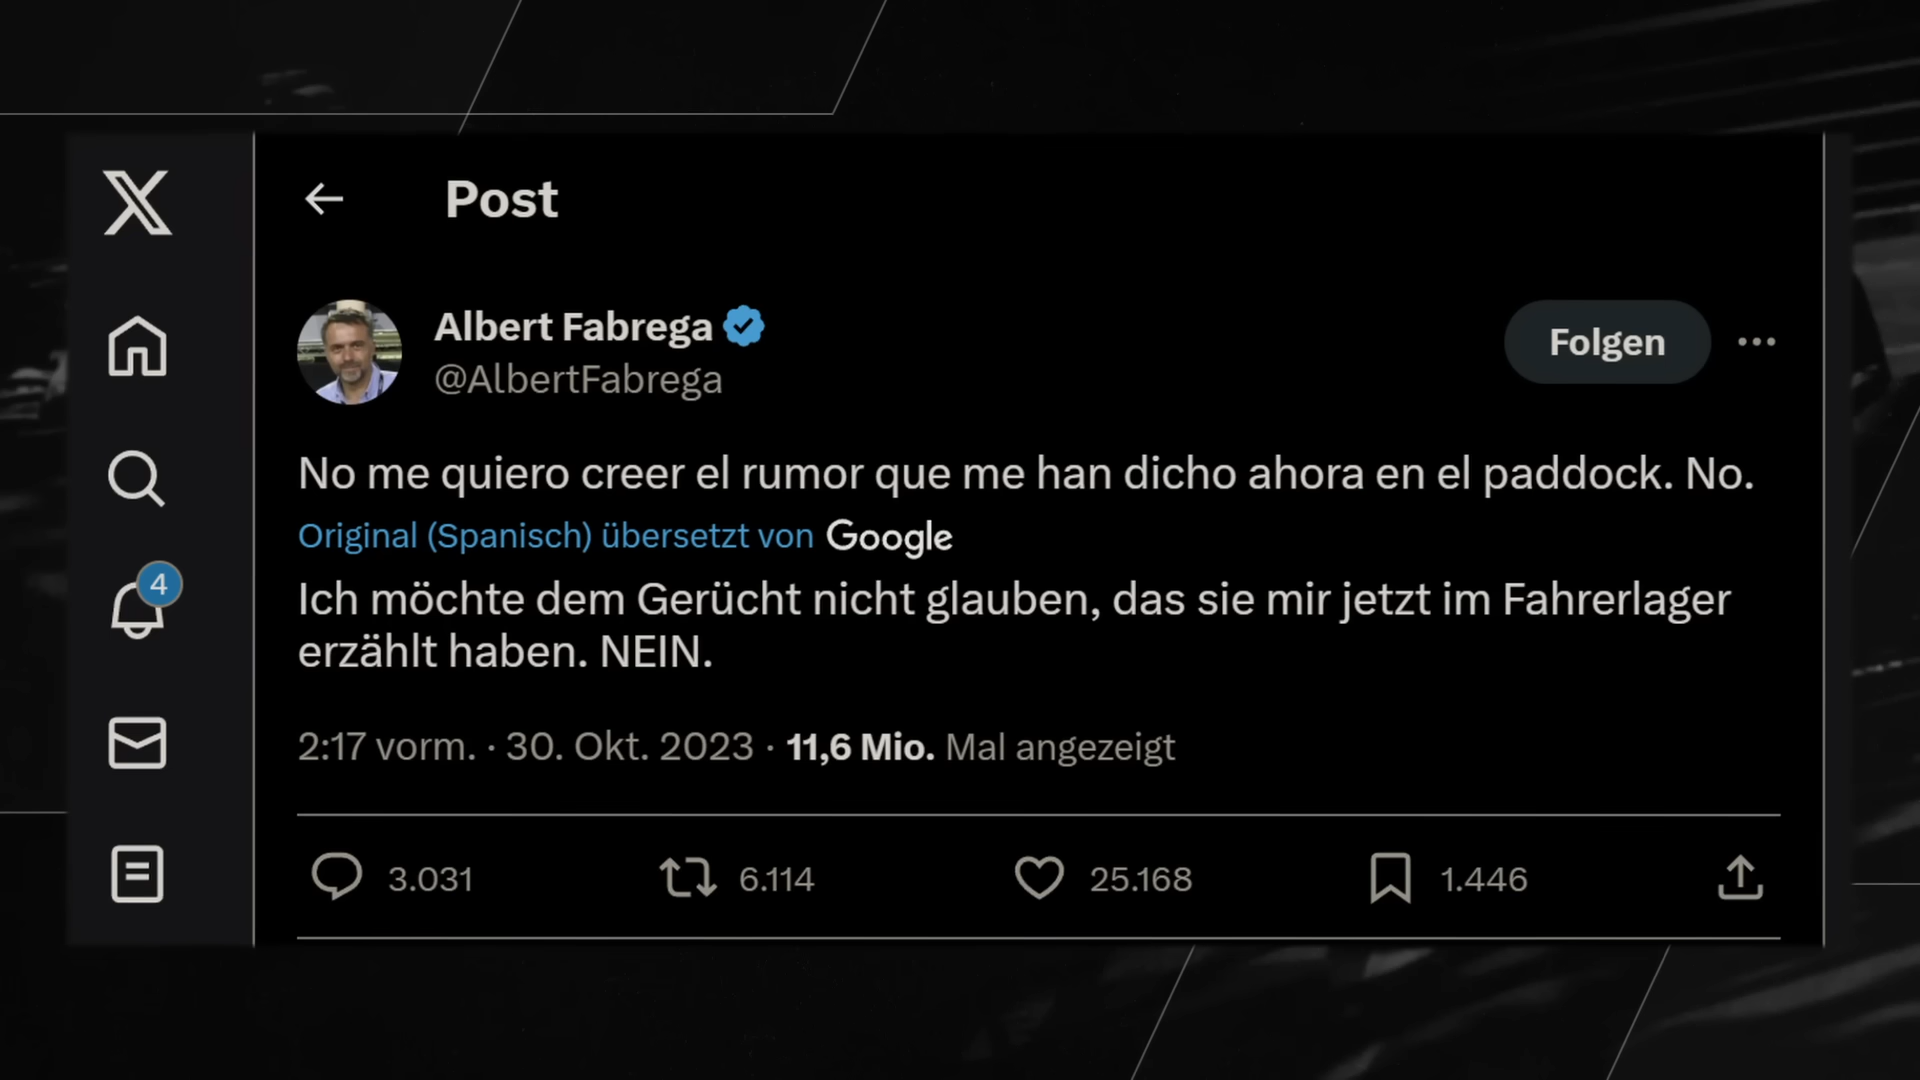 Post
Albert Fabrega
@AlbertFabrega
Folgen
No me quiero creer el rumor que me han dicho ahora en el paddock. No.
Original (Spanisch) übersetzt von Google
Ich möchte dem Gerücht nicht glauben, das sie mir jetzt im Fahrerlager
erzählt haben. NEIN.
2:17 vorm. · 30. Okt. 2023 · 11,6 Mio. Mal angezeigt
4
3.031 6.114 25.168 1.446